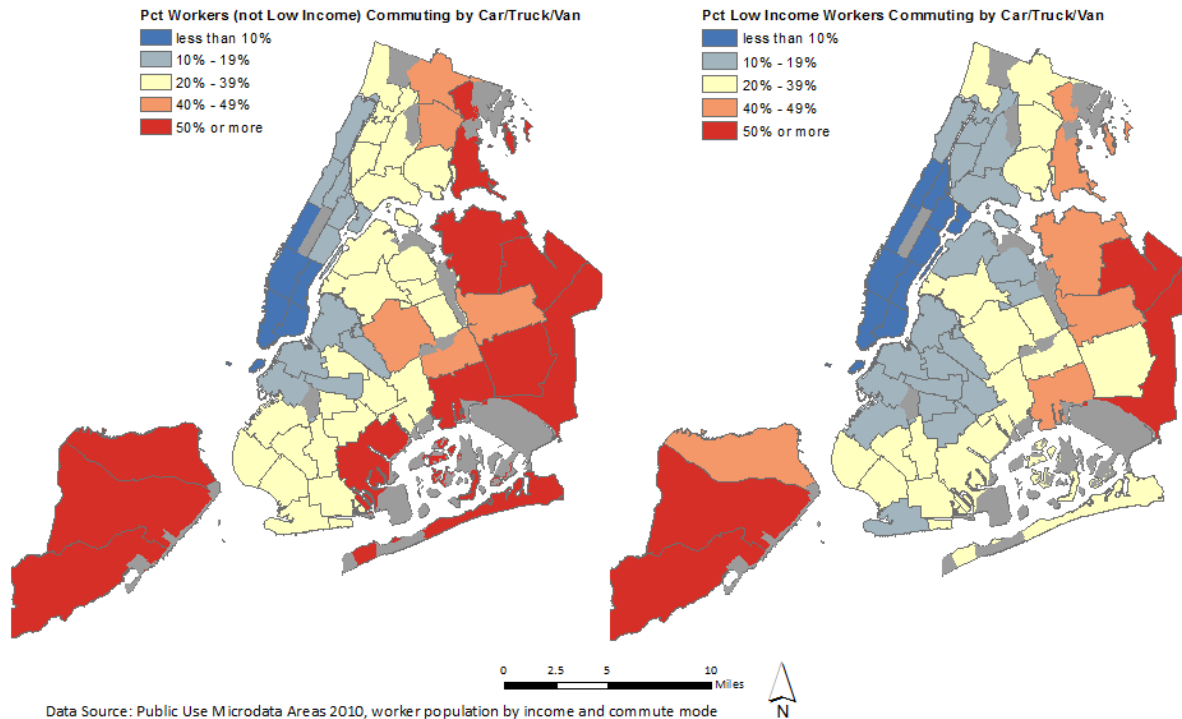 Pct Workers (not Low Income) Commuting by Car/Truck/Van
less than 10%
10% - 19%
20% - 39%
40% - 49%
50% or more
Pct Low Income Workers Commuting by Car/Truck/Van
less than 10%
10% - 19%
20% - 39%
40% - 49%
50% or more
0 2.5 5 10
Miles
N
Data Source: Public Use Microdata Areas 2010, worker population by income and commute mode